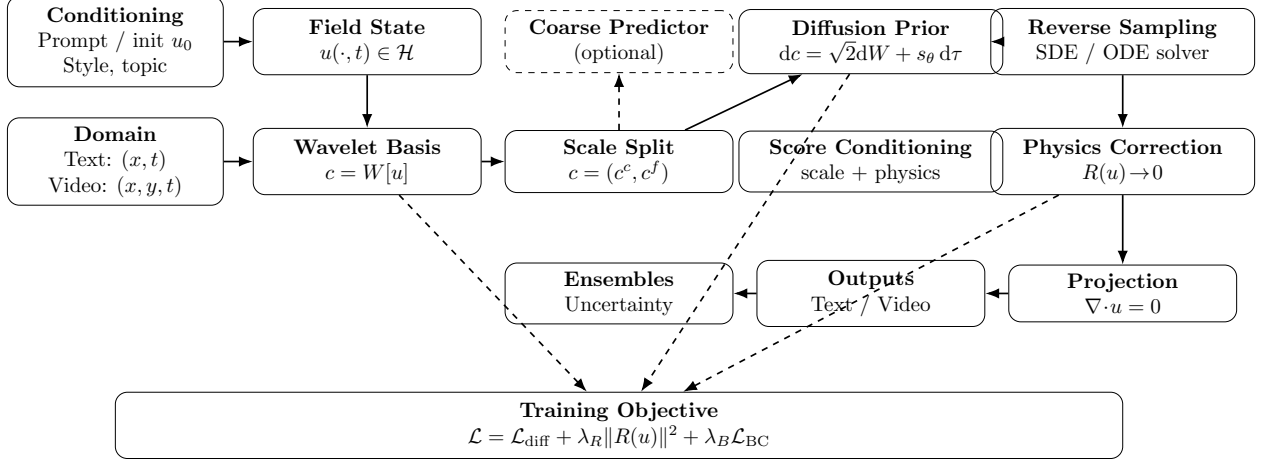 Conditioning
Prompt / init u₀
Style, topic
Field State
u(·, t) ∈ ℋ
Coarse Predictor
(optional)
Diffusion Prior
dc = √2dW + s_θ dτ
Reverse Sampling
SDE / ODE solver
Domain
Text: (x, t)
Video: (x, y, t)
Wavelet Basis
c = W[u]
Scale Split
c = (c^c, c^f)
Score Conditioning
scale + physics
Physics Correction
R(u)→0
Ensembles
Uncertainty
Outputs
Text / Video
Projection
∇·u = 0
Training Objective
ℒ = ℒ_diff + λ_R‖R(u)‖² + λ_Bℒ_BC